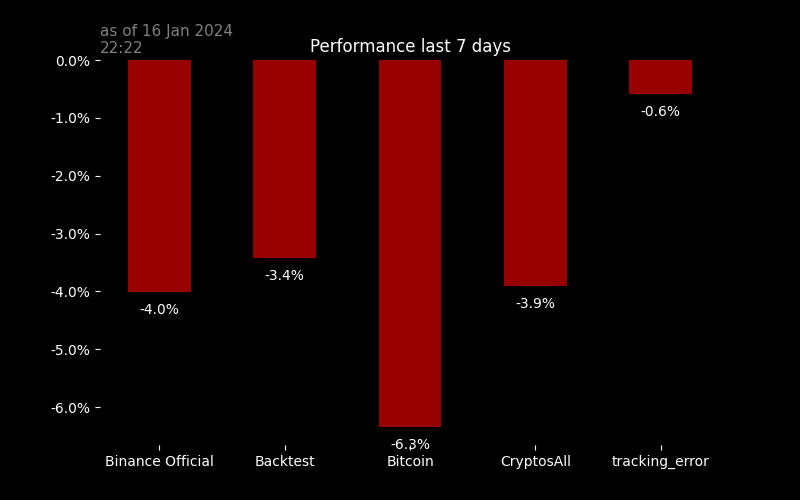 as of 16 Jan 2024
22:22
Performance last 7 days
0.0%
-1.0%
-2.0%
-3.0%
-4.0%
-5.0%
-6.0%
-4.0%
-3.4%
-6.3%
-3.9%
-0.6%
Binance Official
Backtest
Bitcoin
CryptosAll
tracking_error